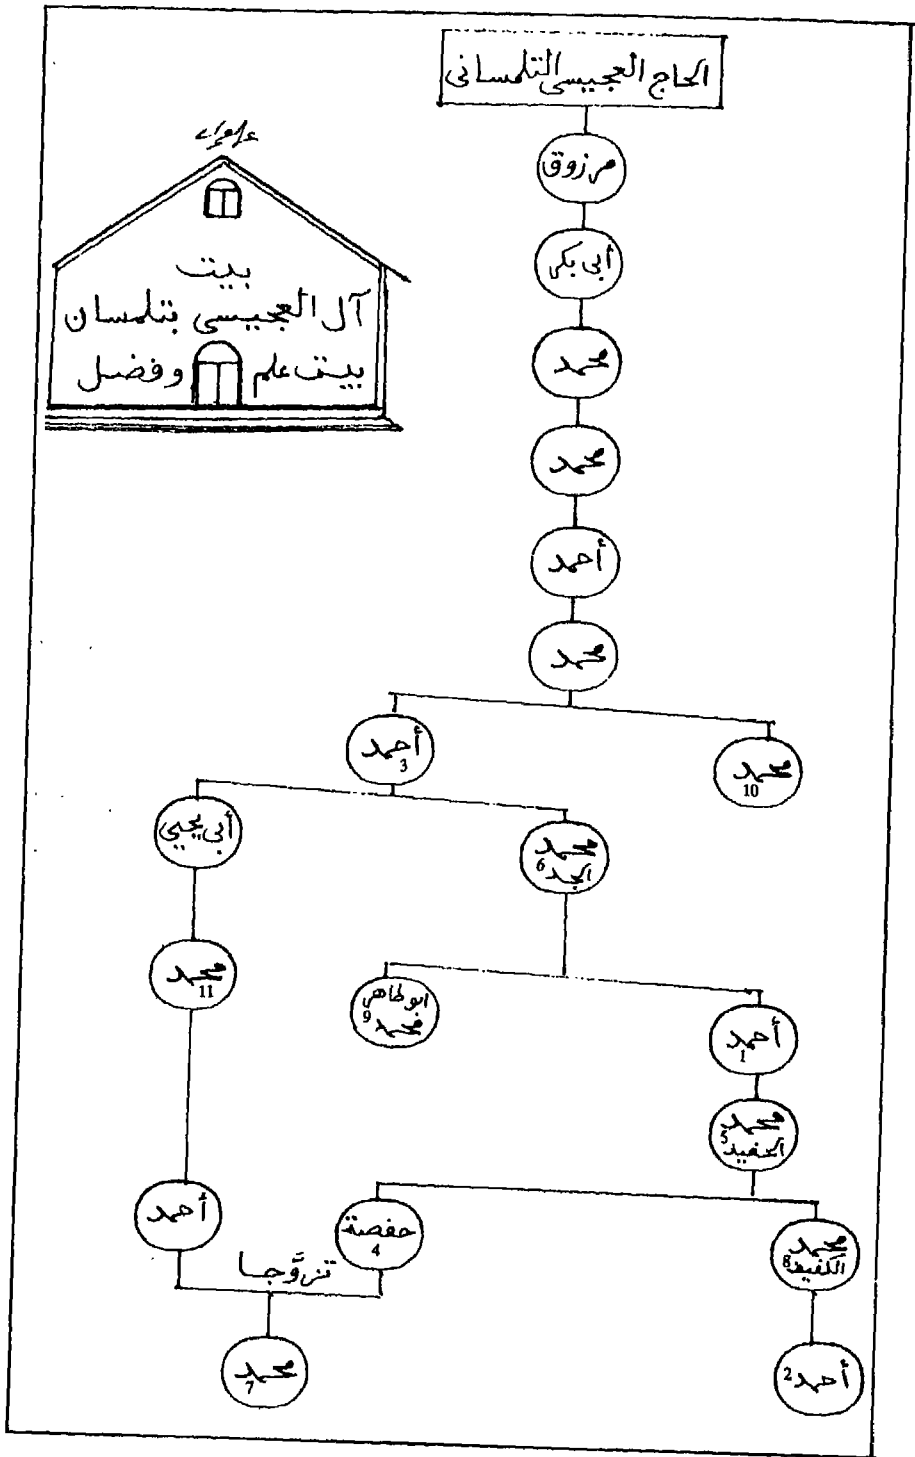 الحاج العجيسى التلمسانى
مرزوق
أبى بكر
محمد
محمد
أحمد
محمد
بيت
آل العجيسى بتلمسان
بيت علم وفضل
أحمد
3
محمد
10
أبى يحيى
محمد
الجد 6
محمد
11
ابو طاهر
محمد 9
أحمد
1
محمد
الحفيد 5
أحمد
حفصة
4
محمد
الكفيف 8
تزوَّجا
محمد
7
أحمد 2